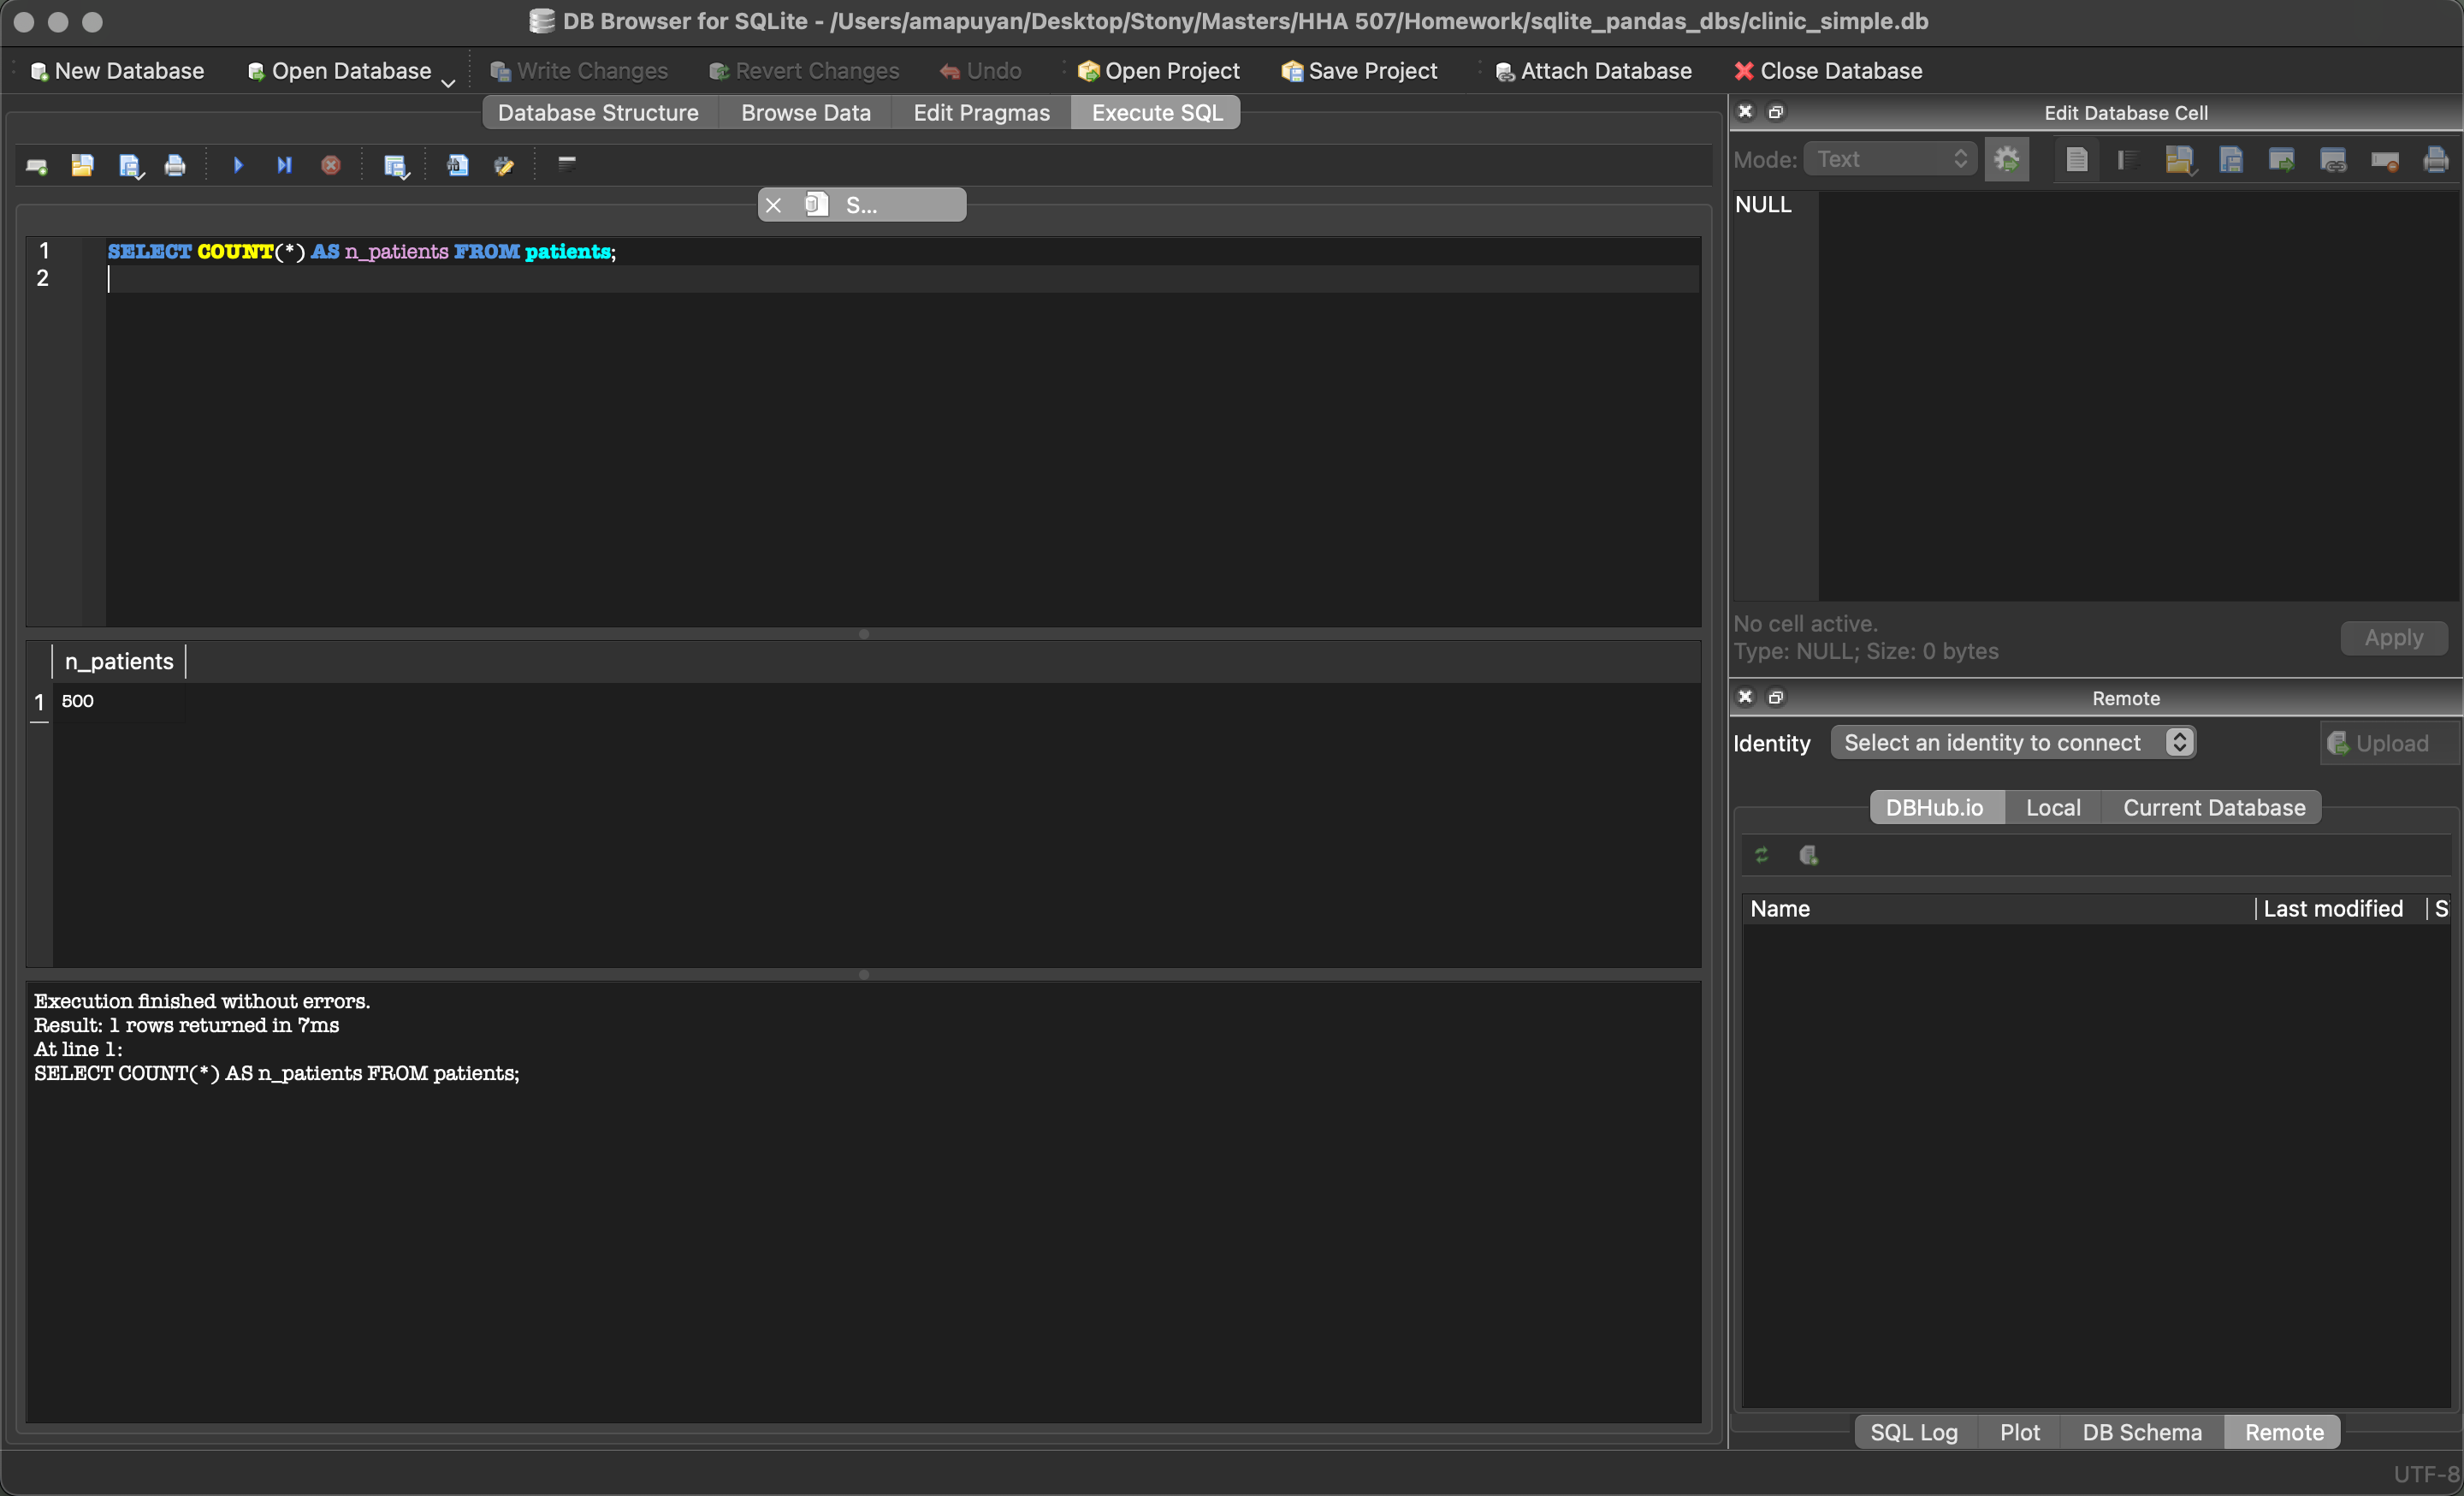 DB Browser for SQLite - /Users/amapuyan/Desktop/Stony/Masters/HHA 507/Homework/sqlite_pandas_dbs/clinic_simple.db
New Database Open Database Write Changes Revert Changes Undo Open Project Save Project Attach Database Close Database
Database Structure Browse Data Edit Pragmas Execute SQL
S...
1 SELECT COUNT(*) AS n_patients FROM patients;
2
n_patients
1 500
Execution finished without errors.
Result: 1 rows returned in 7ms
At line 1:
SELECT COUNT(*) AS n_patients FROM patients;
Edit Database Cell
Mode: Text
NULL
No cell active.
Type: NULL; Size: 0 bytes
Apply
Remote
Identity Select an identity to connect Upload
DBHub.io Local Current Database
Name Last modified S
SQL Log Plot DB Schema Remote
UTF-8